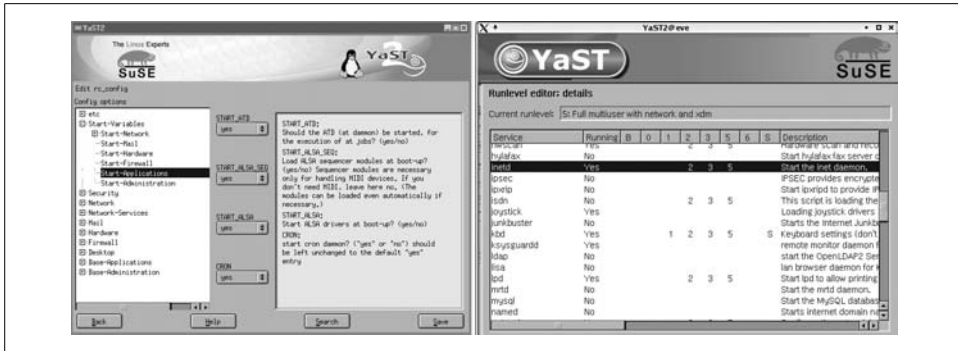 YaST2
The Linux Experts
SuSE
YaST
Edit rc_config
Config options
etc
Start-Variables
Start-Network
Start-Mail
Start-Hardware
Start-Firewall
Start-Applications
Start-Administration
Security
Network
Network-Services
Mail
Hardware
Firewall
Desktop
Base-Applications
Base-Administration
START_ATD
yes
START_ALSA_SEQ
yes
START_ALSA
yes
CRON
yes
START_ATD:
Should the ATD (at daemon) be started, for
the execution of at jobs? (yes/no)
START_ALSA_SEQ:
Load ALSA sequencer modules at boot-up?
(yes/no) Sequencer modules are necessary
only for handling MIDI devices. If you
don't need MIDI, leave here no. (The
modules can be loaded even automatically if
necessary.)
START_ALSA:
Start ALSA drivers at boot-up? (yes/no)
CRON:
start cron daemon? ("yes" or "no") should
be left unchanged to the default "yes"
entry
Back Help Search Save
X YaST2@eve
YaST
SuSE
Runlevel editor: details
Current runlevel: 5: Full multiuser with network and xdm
Service Running B 0 1 2 3 5 6 S Description
hwscan Yes 2 3 5 Hardware scan and reco
hylafax No Start hylafax fax server
inetd Yes 2 3 5 Start the inet daemon,
ipsec No IPSEC provides encrypte
ipxrip No Start ipxripd to provide
isdn No 2 3 5 This script is loading the
joystick Yes Loading joystick drivers
junkbuster No Starts the Internet
kbd Yes 1 2 3 5 S Keyboard settings (don't
ksysguardd Yes remote monitor daemon
ldap No start the OpenLDAP2 Ser
lisa No lan browser daemon for
lpd Yes 2 3 5 Start lpd to allow printing
mrtd No Start the mrtd daemon.
mysql No Start the MySQL databas
named No Starts internet domain